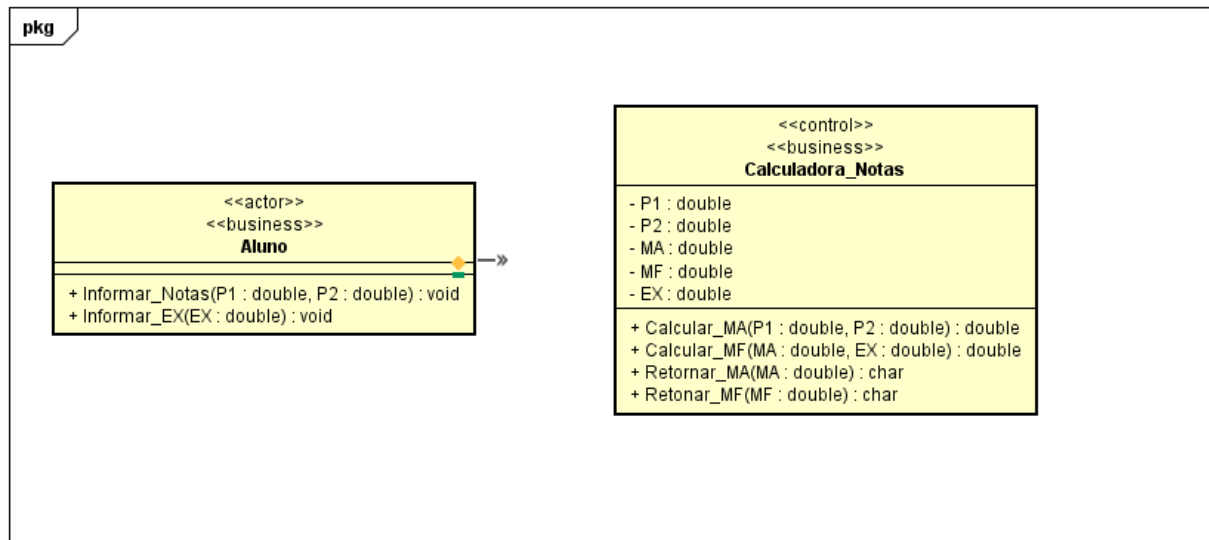 pkg
<<actor>>
<<business>>
Aluno
+ Informar_Notas(P1 : double, P2 : double) : void
+ Informar_EX(EX : double) : void
<<control>>
<<business>>
Calculadora_Notas
- P1 : double
- P2 : double
- MA : double
- MF : double
- EX : double
+ Calcular_MA(P1 : double, P2 : double) : double
+ Calcular_MF(MA : double, EX : double) : double
+ Retornar_MA(MA : double) : char
+ Retonar_MF(MF : double) : char